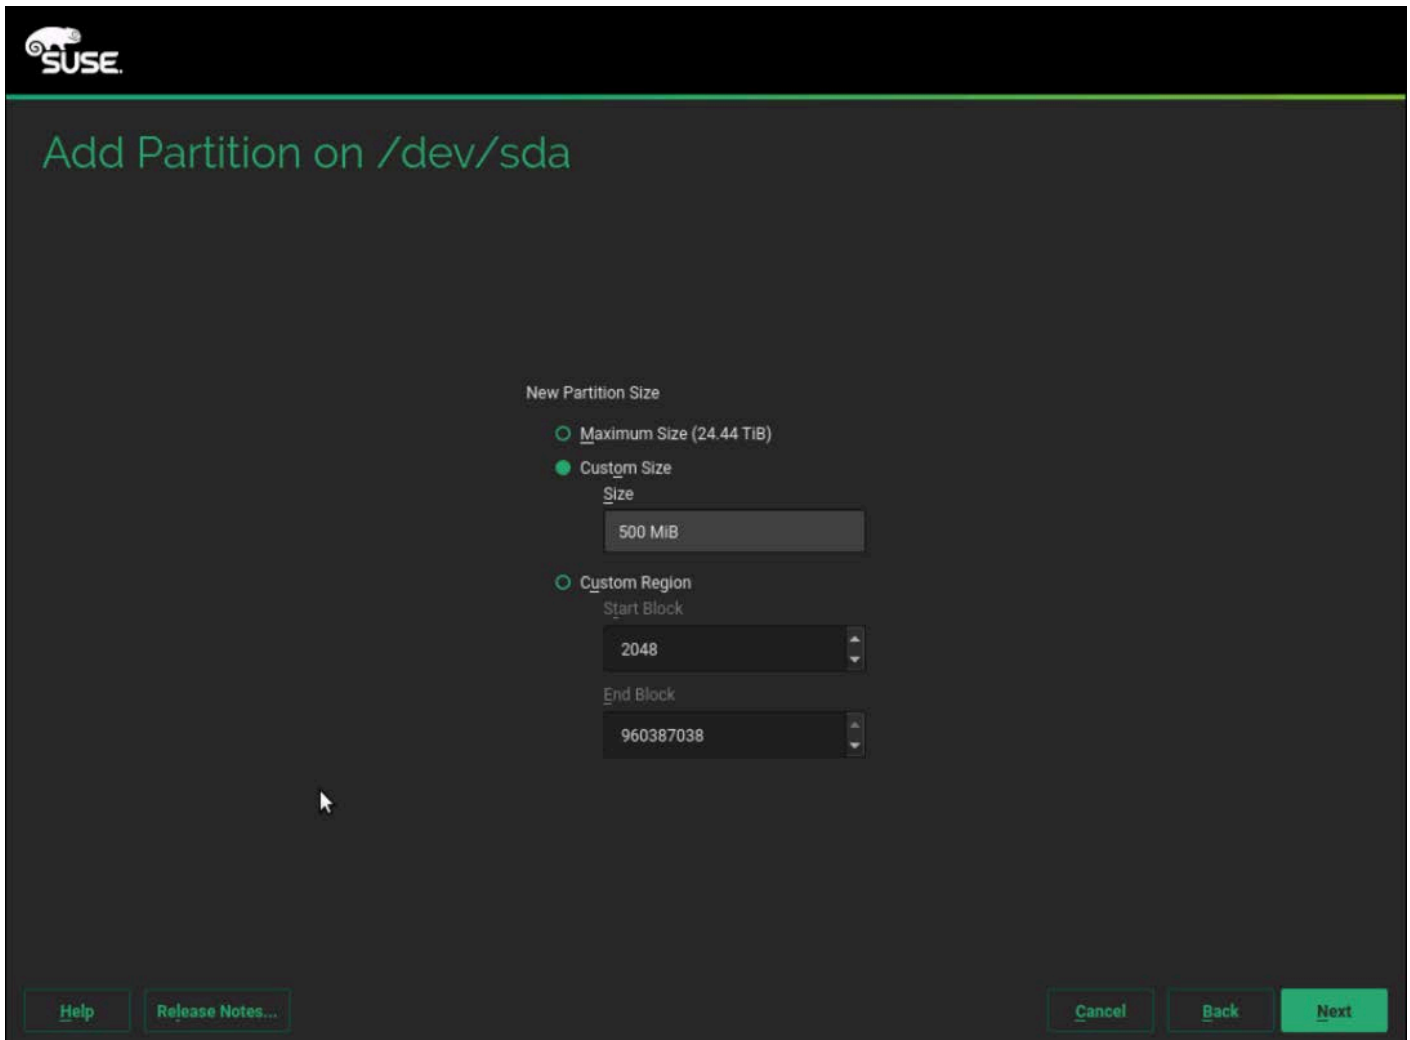 SUSE.
Add Partition on /dev/sda
New Partition Size
Maximum Size (24.44 TiB)
Custom Size
Size
500 MiB
Custom Region
Start Block
2048
End Block
960387038
Help
Release Notes...
Cancel
Back
Next